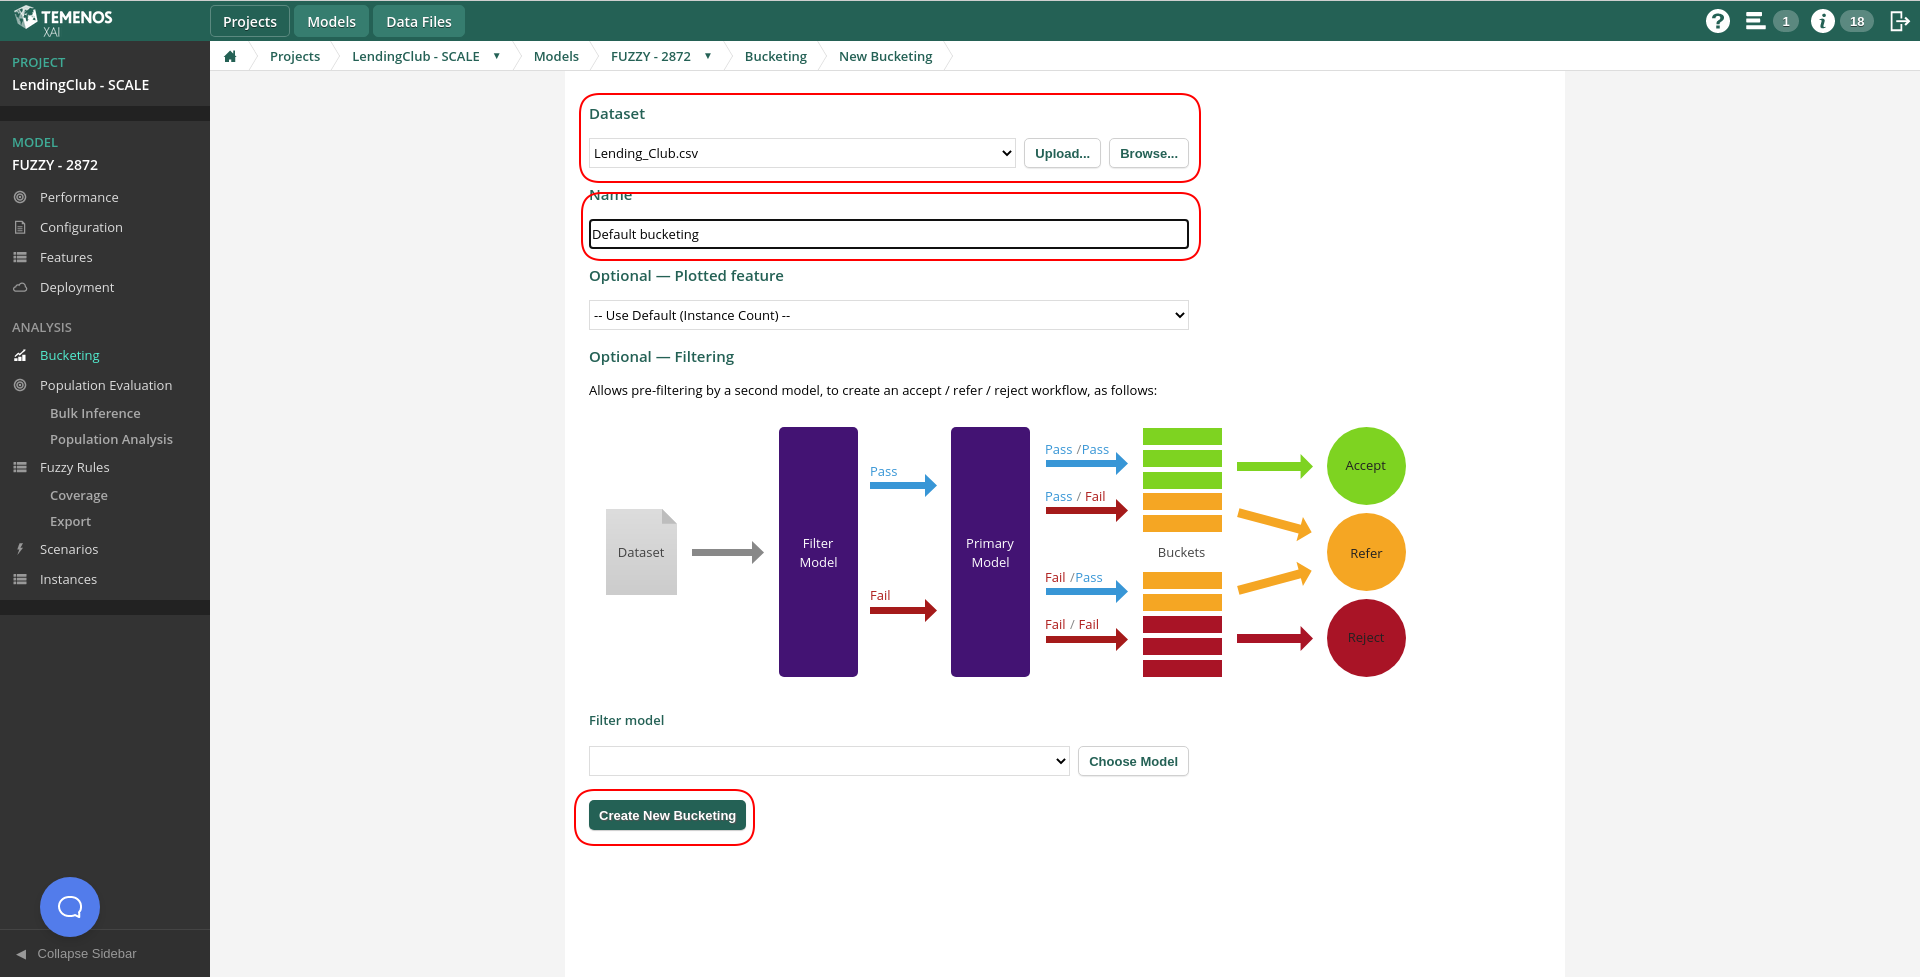 TEMENOS
XAI
Projects
Models
Data Files
?
1
i
18
Projects
LendingClub - SCALE
Models
FUZZY - 2872
Bucketing
New Bucketing
PROJECT
LendingClub - SCALE
MODEL
FUZZY - 2872
Performance
Configuration
Features
Deployment
ANALYSIS
Bucketing
Population Evaluation
Bulk Inference
Population Analysis
Fuzzy Rules
Coverage
Export
Scenarios
Instances
Collapse Sidebar
Dataset
Lending_Club.csv
Upload...
Browse...
Name
Default bucketing
Optional — Plotted feature
-- Use Default (Instance Count) --
Optional — Filtering
Allows pre-filtering by a second model, to create an accept / refer / reject workflow, as follows:
Dataset
Filter
Model
Pass
Fail
Primary
Model
Pass /Pass
Pass / Fail
Fail /Pass
Fail / Fail
Buckets
Accept
Refer
Reject
Filter model
Choose Model
Create New Bucketing